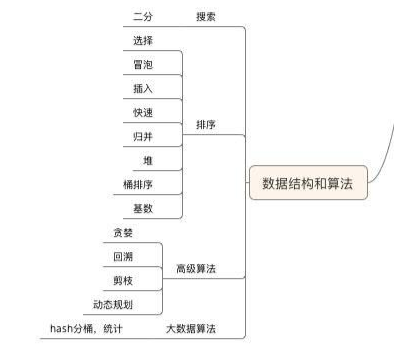 二分 搜索
选择
冒泡
插入
快速
排序
归并
堆
桶排序
数据结构和算法
基数
贪婪
回溯
高级算法
剪枝
动态规划
hash分桶，统计 大数据算法